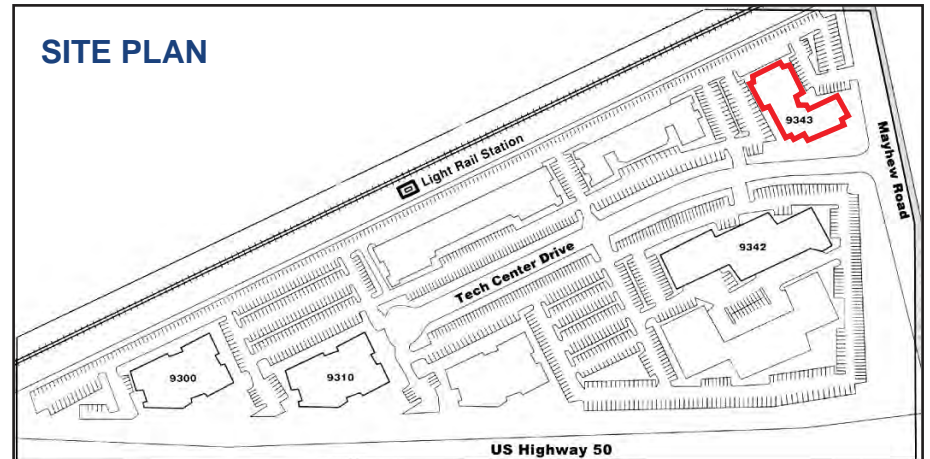 SITE PLAN
9343
Mayhew Road
Light Rail Station
9342
Tech Center Drive
9300
9310
US Highway 50